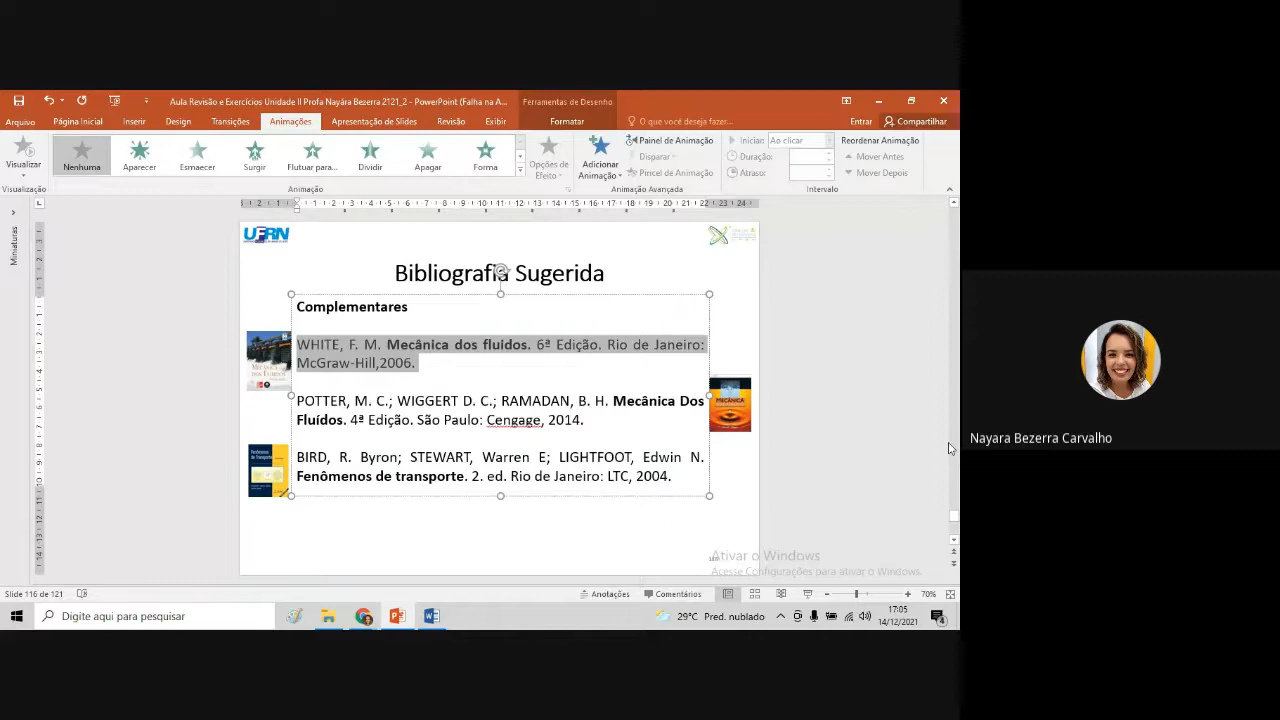 Aula Revisão e Exercícios Unidade II Profa Nayára Bezerra 2121_2 - PowerPoint (Falha na A...
Ferramentas de Desenho
Arquivo
Página Inicial
Inserir
Design
Transições
Animações
Apresentação de Slides
Revisão
Exibir
Formatar
O que você deseja fazer...
Entrar
Compartilhar
Visualizar
Nenhuma
Aparecer
Esmaecer
Surgir
Flutuar para...
Dividir
Apagar
Forma
Opções de Efeito
Adicionar Animação
Painel de Animação
Disparar
Pincel de Animação
Iniciar: Ao clicar
Duração:
Atraso:
Reordenar Animação
Mover Antes
Mover Depois
Visualização
Animação
Animação Avançada
Intervalo
Miniaturas
UFRN
Bibliografia Sugerida
Complementares
WHITE, F. M. Mecânica dos fluidos. 6ª Edição. Rio de Janeiro:
McGraw-Hill,2006.
POTTER, M. C.; WIGGERT D. C.; RAMADAN, B. H. Mecânica Dos
Fluídos. 4ª Edição. São Paulo: Cengage, 2014.
BIRD, R. Byron; STEWART, Warren E; LIGHTFOOT, Edwin N.
Fenômenos de transporte. 2. ed. Rio de Janeiro: LTC, 2004.
Ativar o Windows
Acesse Configurações para ativar o Windows.
Slide 116 de 121
Anotações
Comentários
70%
Digite aqui para pesquisar
29°C Pred. nublado
17:05
14/12/2021
4
Nayara Bezerra Carvalho